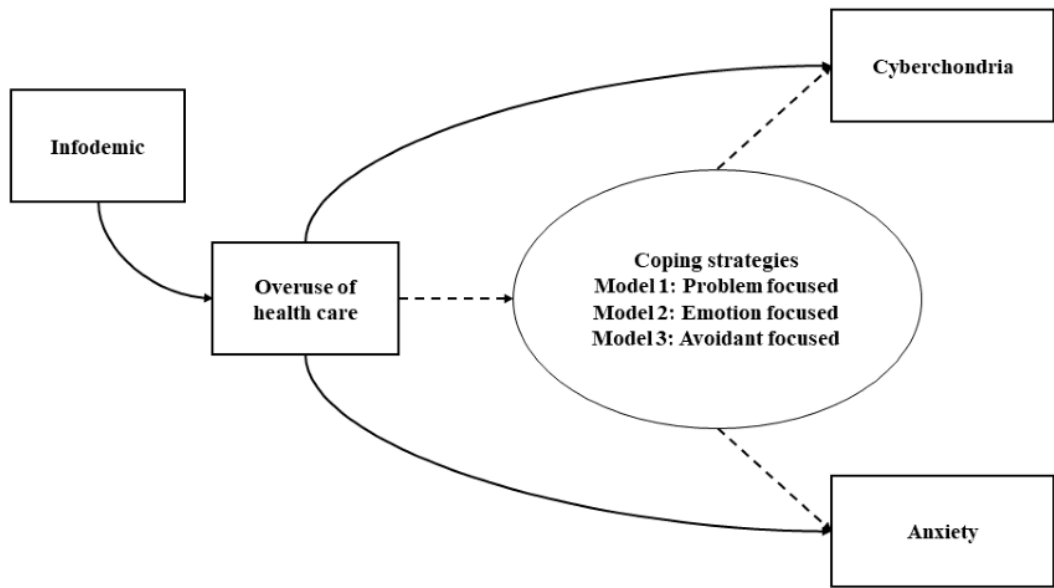 Cyberchondria
Infodemic
Overuse of
health care
Coping strategies
Model 1: Problem focused
Model 2: Emotion focused
Model 3: Avoidant focused
Anxiety